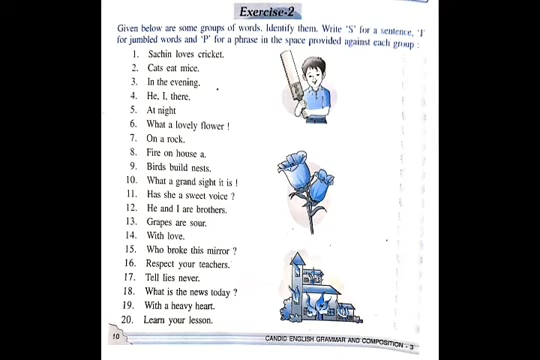 Exercise-2
Given below are some groups of words. Identify them. Write 'S' for a sentence, 'J'
for jumbled words and 'P' for a phrase in the space provided against each group :
1. Sachin loves cricket.
2. Cats eat mice.
3. In the evening.
4. He, I, there.
5. At night
6. What a lovely flower !
7. On a rock.
8. Fire on house a.
9. Birds build nests.
10. What a grand sight it is !
11. Has she a sweet voice ?
12. He and I are brothers.
13. Grapes are sour.
14. With love.
15. Who broke this mirror ?
16. Respect your teachers.
17. Tell lies never.
18. What is the news today ?
19. With a heavy heart.
20. Learn your lesson.
10
CANDID ENGLISH GRAMMAR AND COMPOSITION - 3